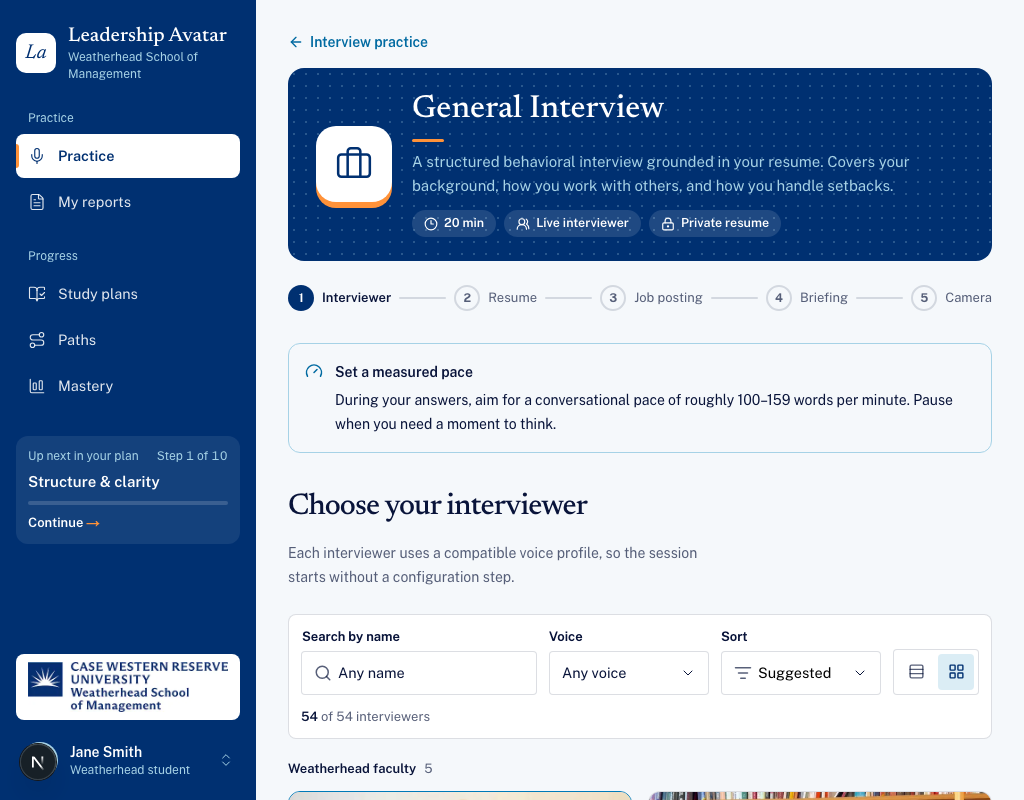 La
Leadership Avatar
Weatherhead School of
Management
Practice
Practice
My reports
Progress
Study plans
Paths
Mastery
Up next in your plan
Step 1 of 10
Structure & clarity
Continue →
CASE WESTERN RESERVE
UNIVERSITY
Weatherhead School
of Management
N
Jane Smith
Weatherhead student
← Interview practice
General Interview
A structured behavioral interview grounded in your resume. Covers your
background, how you work with others, and how you handle setbacks.
20 min
Live interviewer
Private resume
1 Interviewer
2 Resume
3 Job posting
4 Briefing
5 Camera
Set a measured pace
During your answers, aim for a conversational pace of roughly 100–159 words per minute. Pause
when you need a moment to think.
Choose your interviewer
Each interviewer uses a compatible voice profile, so the session
starts without a configuration step.
Search by name
Voice
Sort
Any name
Any voice
Suggested
54 of 54 interviewers
Weatherhead faculty 5